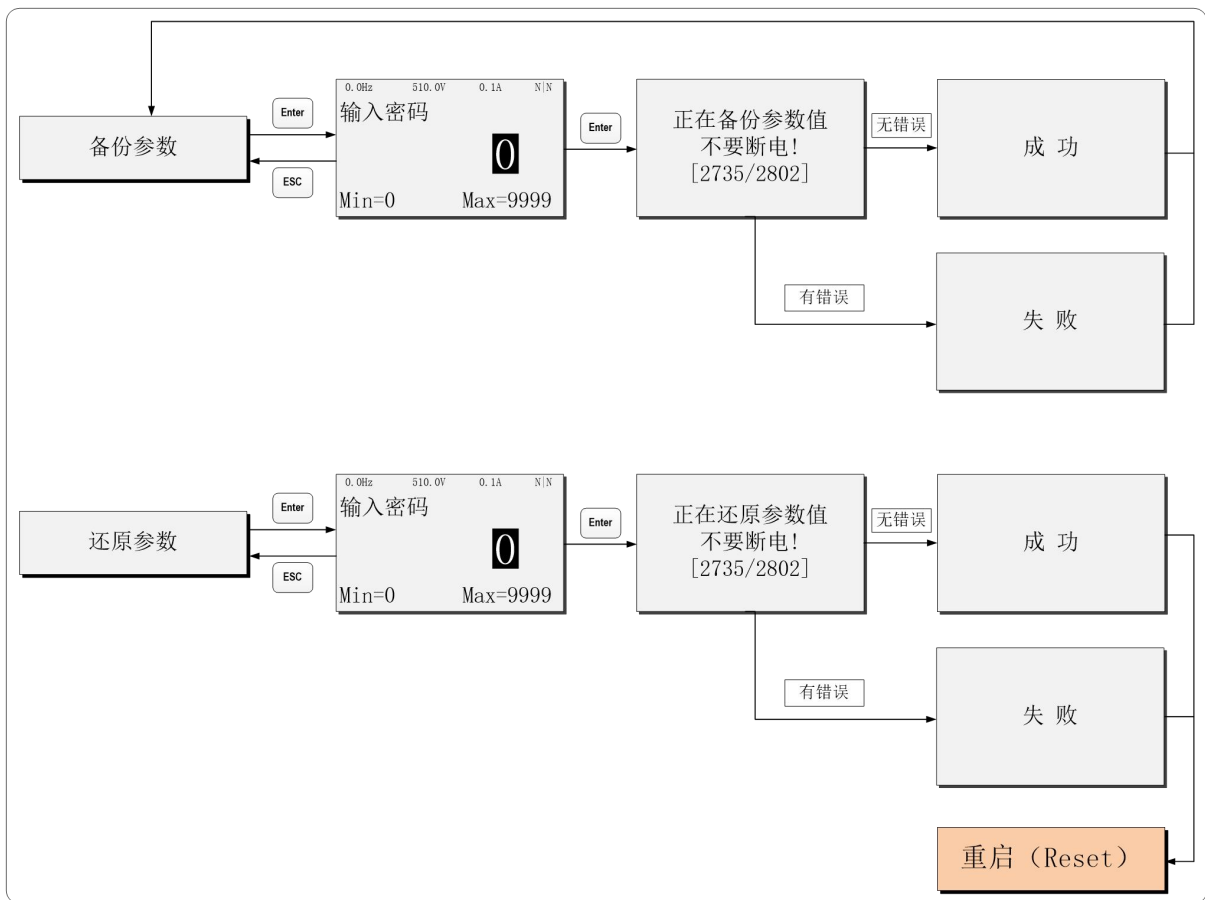 0.0Hz 510.0V 0.1A N|N
输入密码
备份参数
Enter
ESC
0
Min=0 Max=9999
Enter
正在备份参数值
不要断电!
[2735/2802]
无错误
成 功
有错误
失 败
0.0Hz 510.0V 0.1A N|N
输入密码
还原参数
Enter
ESC
0
Min=0 Max=9999
Enter
正在还原参数值
不要断电!
[2735/2802]
无错误
成 功
有错误
失 败
重启（Reset）